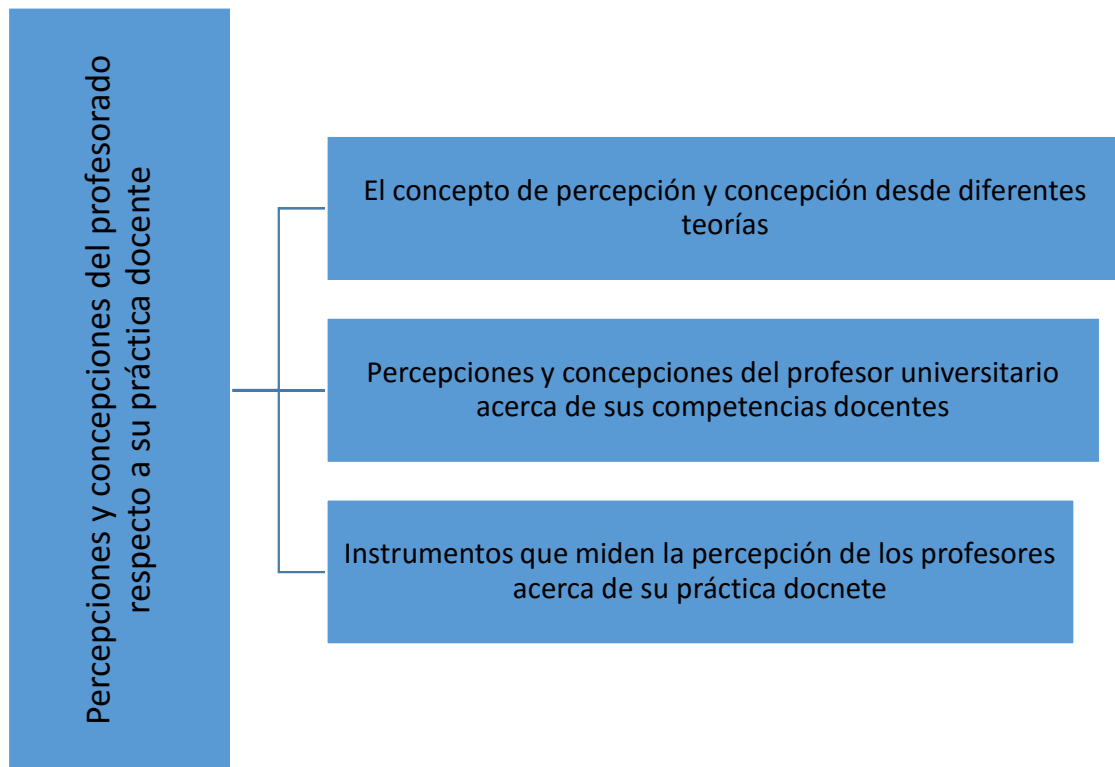 Percepciones y concepciones del profesorado
respecto a su práctica docente
El concepto de percepción y concepción desde diferentes
teorías
Percepciones y concepciones del profesor universitario
acerca de sus competencias docentes
Instrumentos que miden la percepción de los profesores
acerca de su práctica docnete